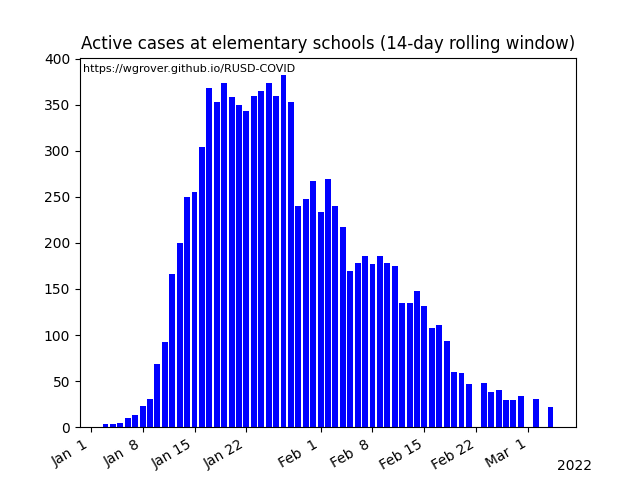 Active cases at elementary schools (14-day rolling window)
https://wgrover.github.io/RUSD-COVID
400
350
300
250
200
150
100
50
0
Jan 1
Jan 8
Jan 15
Jan 22
Feb 1
Feb 8
Feb 15
Feb 22
Mar 1
2022